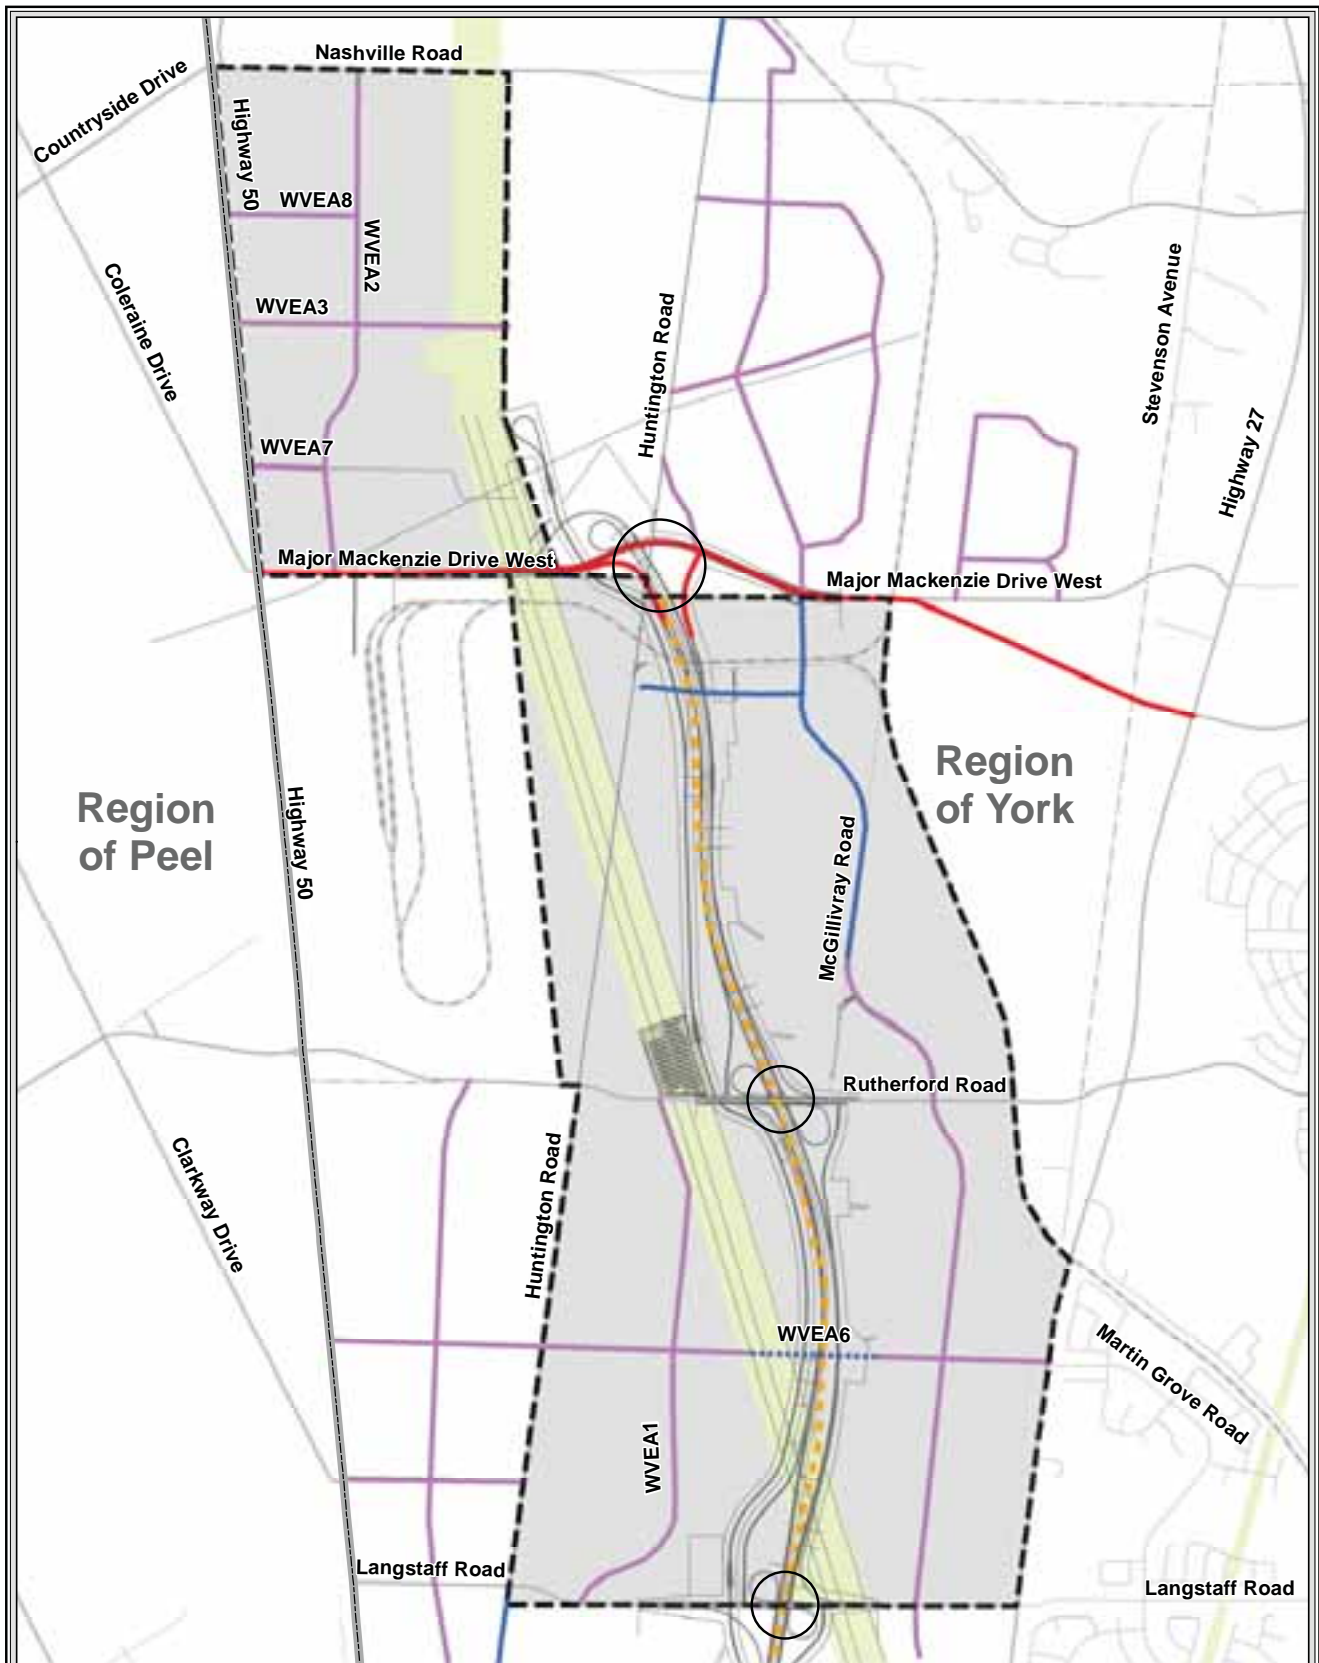 Nashville Road
Countryside Drive
Highway 50
WVEA8
WVEA2
Coleraine Drive
WVEA3
Huntington Road
Stevenson Avenue
Highway 27
WVEA7
Major Mackenzie Drive West
Major Mackenzie Drive West
Region
of Peel
Highway 50
Region
of York
McGillivray Road
Rutherford Road
Clarkway Drive
Huntington Road
WVEA6
Martin Grove Road
WVEA1
Langstaff Road
Langstaff Road